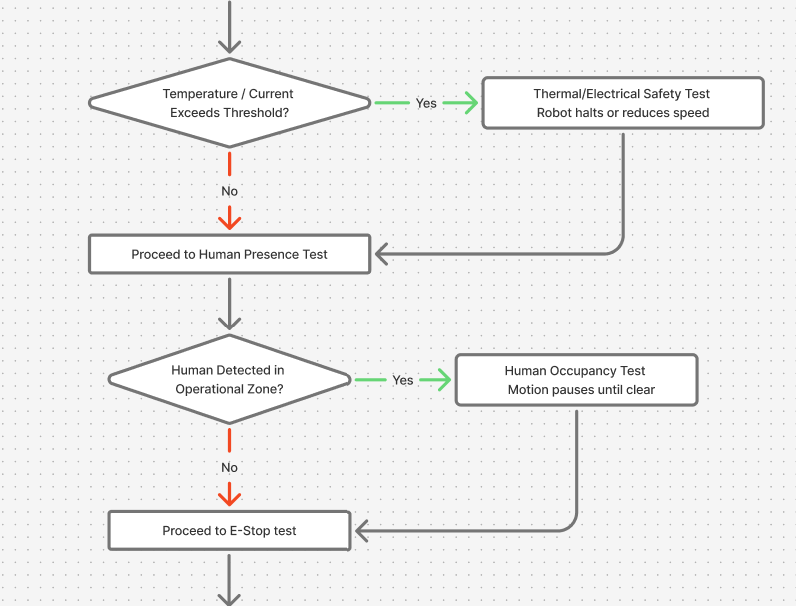 Temperature / Current
Exceeds Threshold?
Yes
Thermal/Electrical Safety Test
Robot halts or reduces speed
No
Proceed to Human Presence Test
Human Detected in
Operational Zone?
Yes
Human Occupancy Test
Motion pauses until clear
No
Proceed to E-Stop test